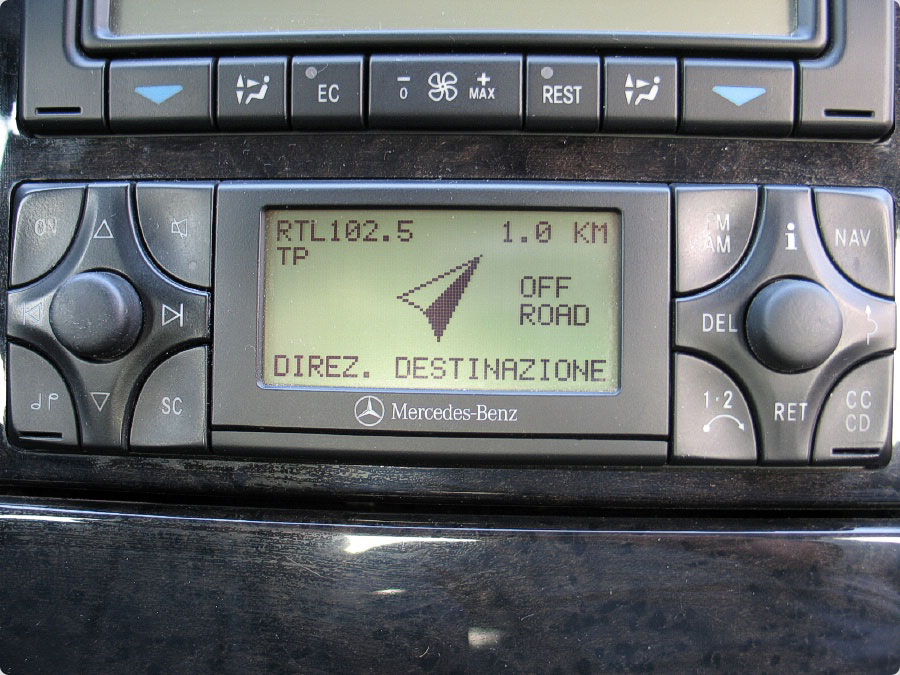 EC
− 0
+ MAX
REST
ON
FM
AM
i
NAV
RTL102.5 1.0 KM
TP
OFF
ROAD
DEL
DIREZ. DESTINAZIONE
SC
Mercedes-Benz
1·2
RET
CC
CD